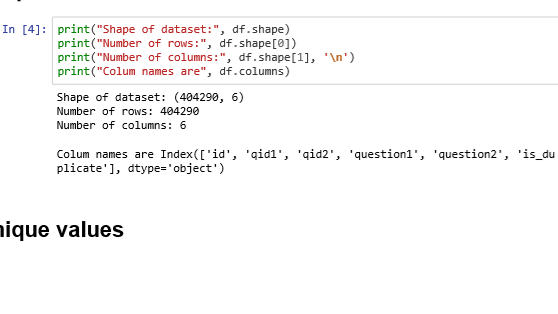 In [4]: print("Shape of dataset:", df.shape)
print("Number of rows:", df.shape[0])
print("Number of columns:", df.shape[1], '\n')
print("Colum names are", df.columns)
Shape of dataset: (404290, 6)
Number of rows: 404290
Number of columns: 6
Colum names are Index(['id', 'qid1', 'qid2', 'question1', 'question2', 'is_du
plicate'], dtype='object')
nique values